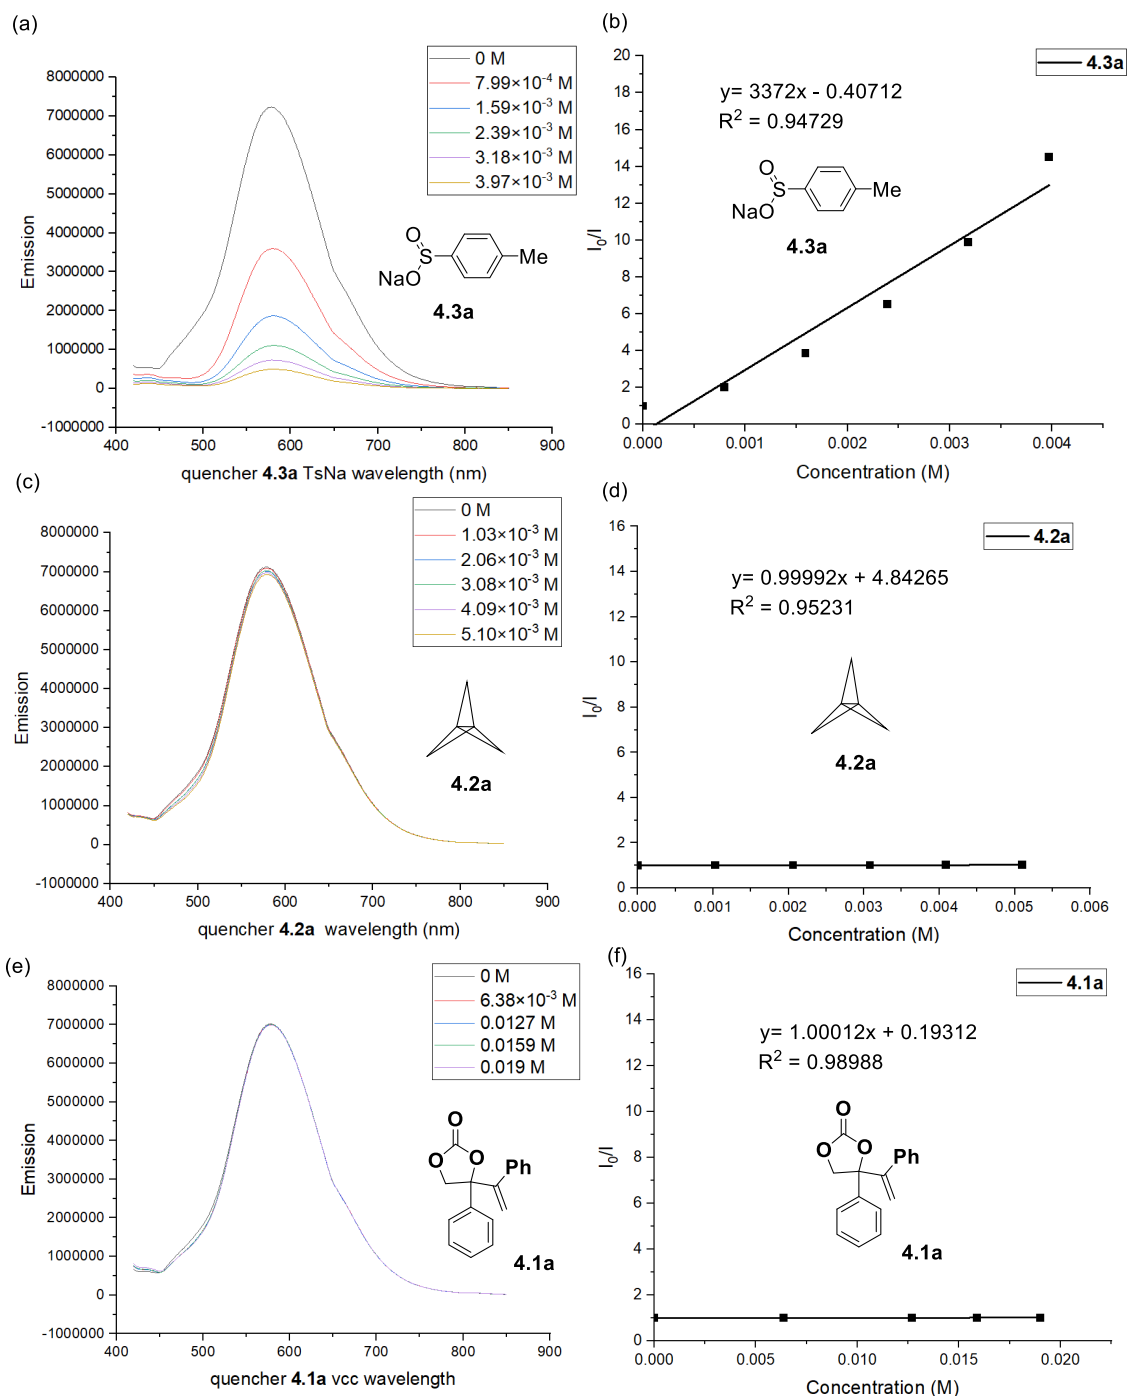 (a)
8000000
7000000
6000000
5000000
4000000
3000000
2000000
1000000
0
-1000000
Emission
400 500 600 700 800 900
quencher 4.3a TsNa wavelength (nm)
0 M
7.99×10⁻⁴ M
1.59×10⁻³ M
2.39×10⁻³ M
3.18×10⁻³ M
3.97×10⁻³ M
O
S
NaO
Me
4.3a
(b)
20
18
16
14
12
10
8
6
4
2
0
I₀/I
0.000 0.001 0.002 0.003 0.004
Concentration (M)
4.3a
y= 3372x - 0.40712
R² = 0.94729
O
S
NaO
Me
4.3a
(c)
8000000
7000000
6000000
5000000
4000000
3000000
2000000
1000000
0
-1000000
Emission
400 500 600 700 800 900
quencher 4.2a wavelength (nm)
0 M
1.03×10⁻³ M
2.06×10⁻³ M
3.08×10⁻³ M
4.09×10⁻³ M
5.10×10⁻³ M
4.2a
(d)
16
14
12
10
8
6
4
2
0
I₀/I
0.000 0.001 0.002 0.003 0.004 0.005 0.006
Concentration (M)
4.2a
y= 0.99992x + 4.84265
R² = 0.95231
4.2a
(e)
8000000
7000000
6000000
5000000
4000000
3000000
2000000
1000000
0
-1000000
Emission
400 500 600 700 800 900
quencher 4.1a vcc wavelength
0 M
6.38×10⁻³ M
0.0127 M
0.0159 M
0.019 M
O
O
O
Ph
4.1a
(f)
16
14
12
10
8
6
4
2
0
I₀/I
0.000 0.005 0.010 0.015 0.020
Concentration (M)
4.1a
y= 1.00012x + 0.19312
R² = 0.98988
O
O
O
Ph
4.1a